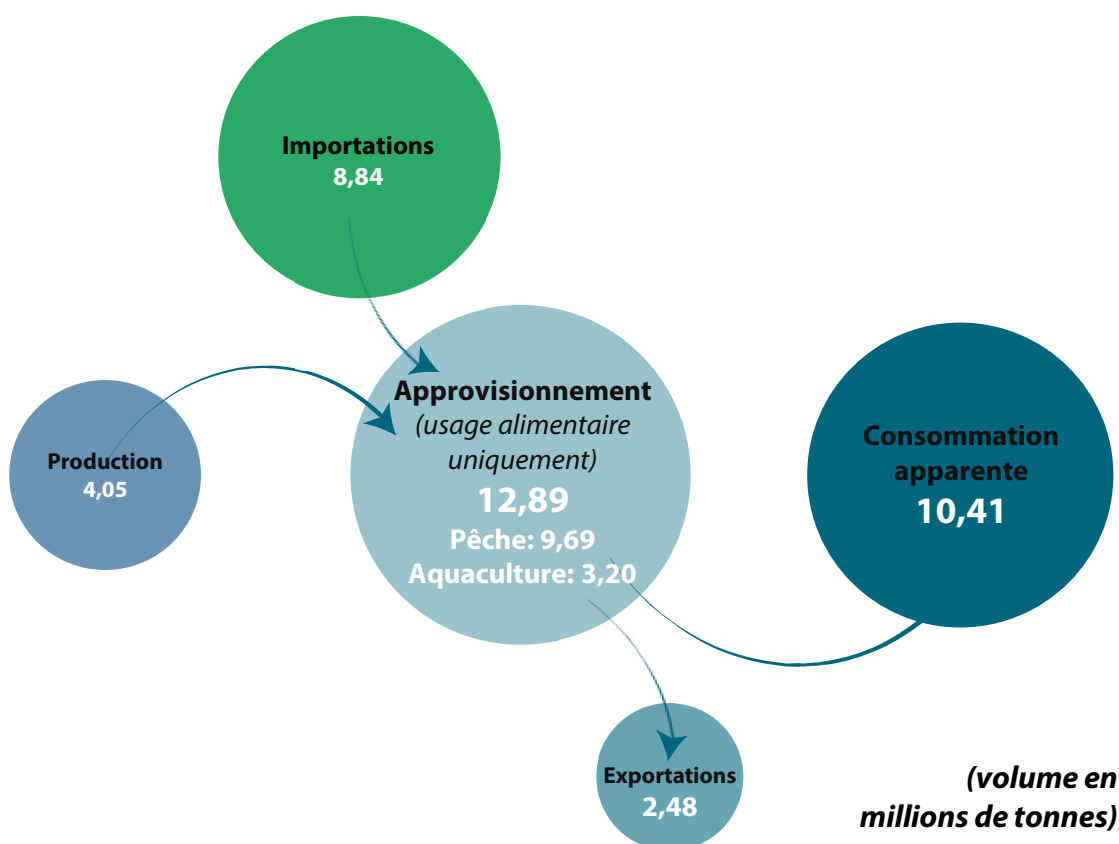 Importations
8,84
Production
4,05
Approvisionnement
(usage alimentaire
uniquement)
12,89
Pêche: 9,69
Aquaculture: 3,20
Consommation
apparente
10,41
Exportations
2,48
(volume en
millions de tonnes)